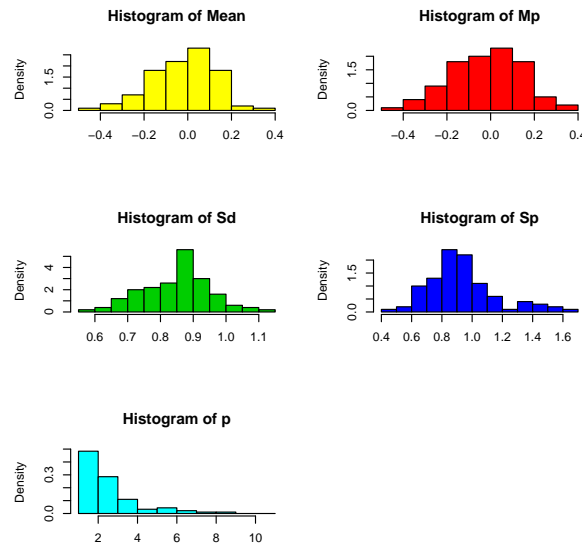 Histogram of Mean
Density
0.0 1.5
−0.4 −0.2 0.0 0.2 0.4
Histogram of Mp
Density
0.0 1.5
−0.4 −0.2 0.0 0.2 0.4
Histogram of Sd
Density
0 2 4
0.6 0.7 0.8 0.9 1.0 1.1
Histogram of Sp
Density
0.0 1.5
0.4 0.6 0.8 1.0 1.2 1.4 1.6
Histogram of p
Density
0.0 0.3
2 4 6 8 10